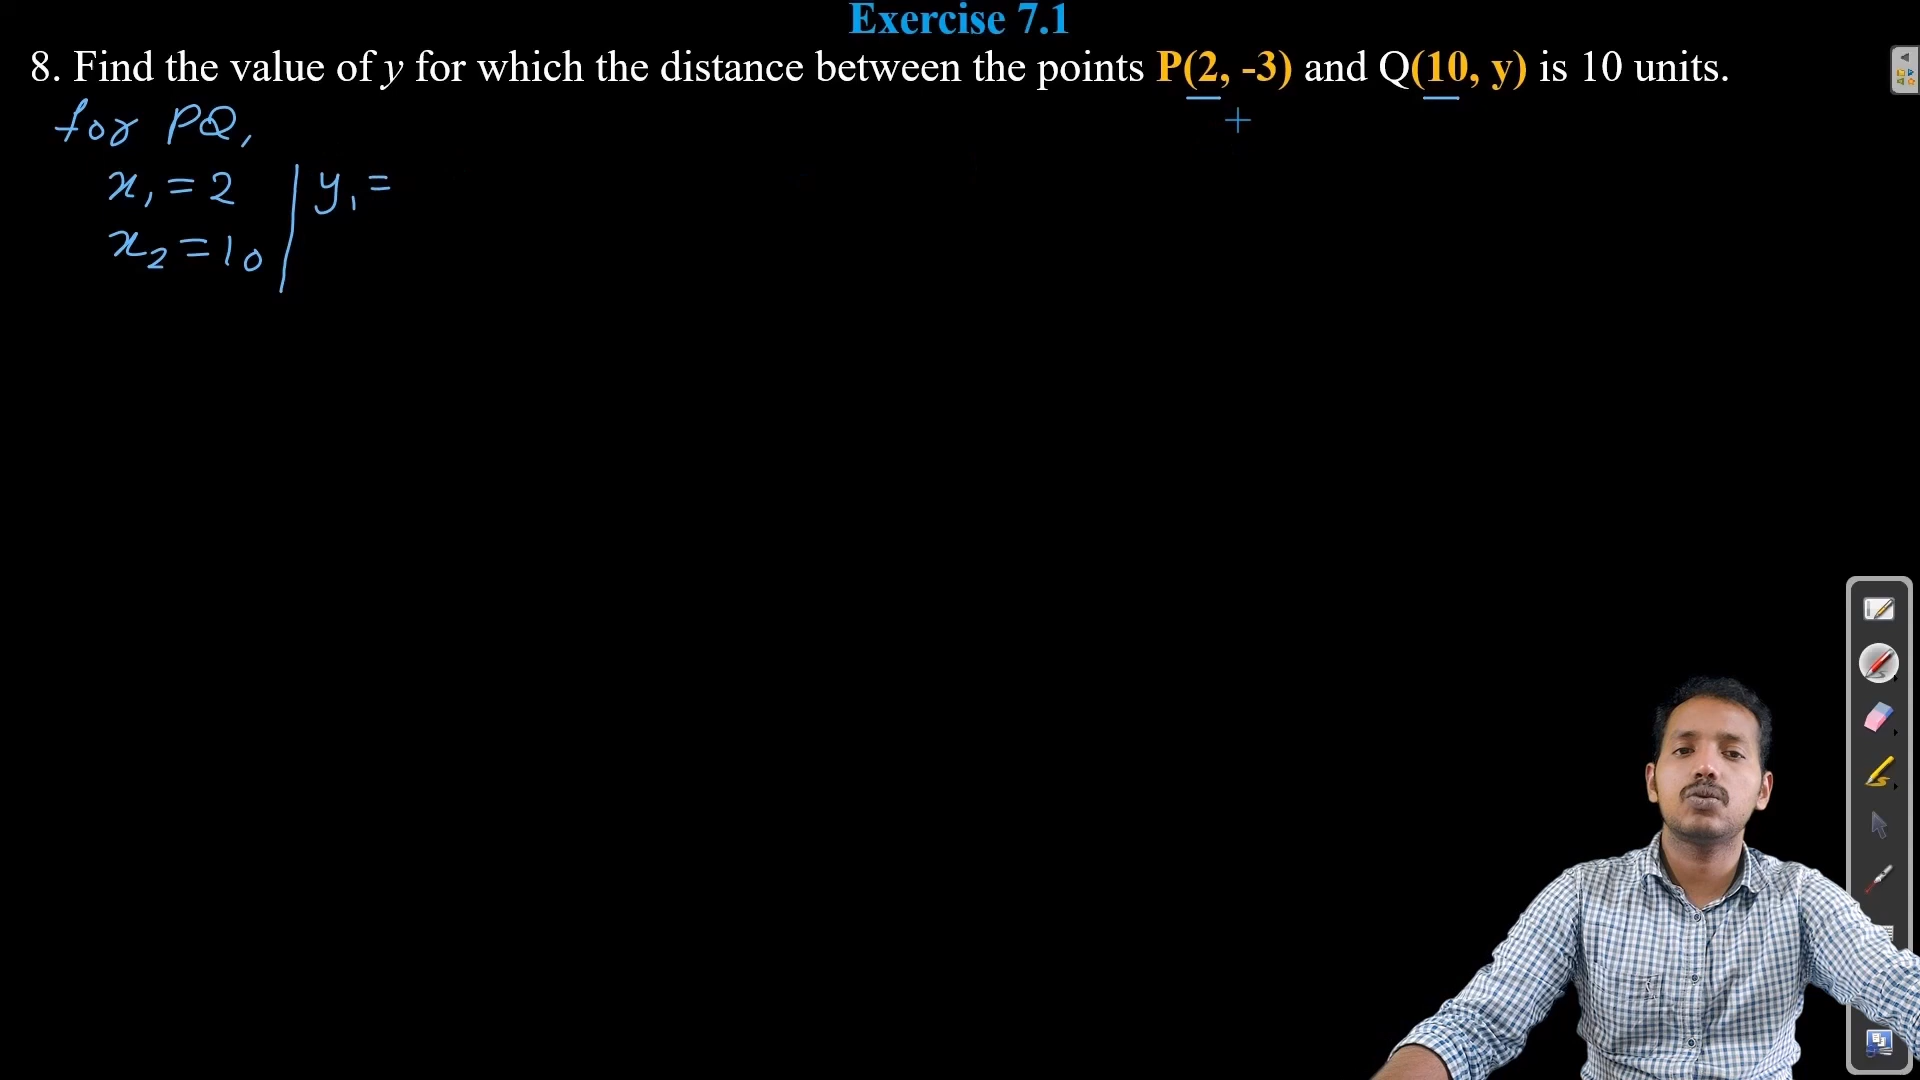 Exercise 7.1
8. Find the value of y for which the distance between the points P(2, -3) and Q(10, y) is 10 units.
for PQ,
x₁ = 2 | y₁ =
x₂ = 10